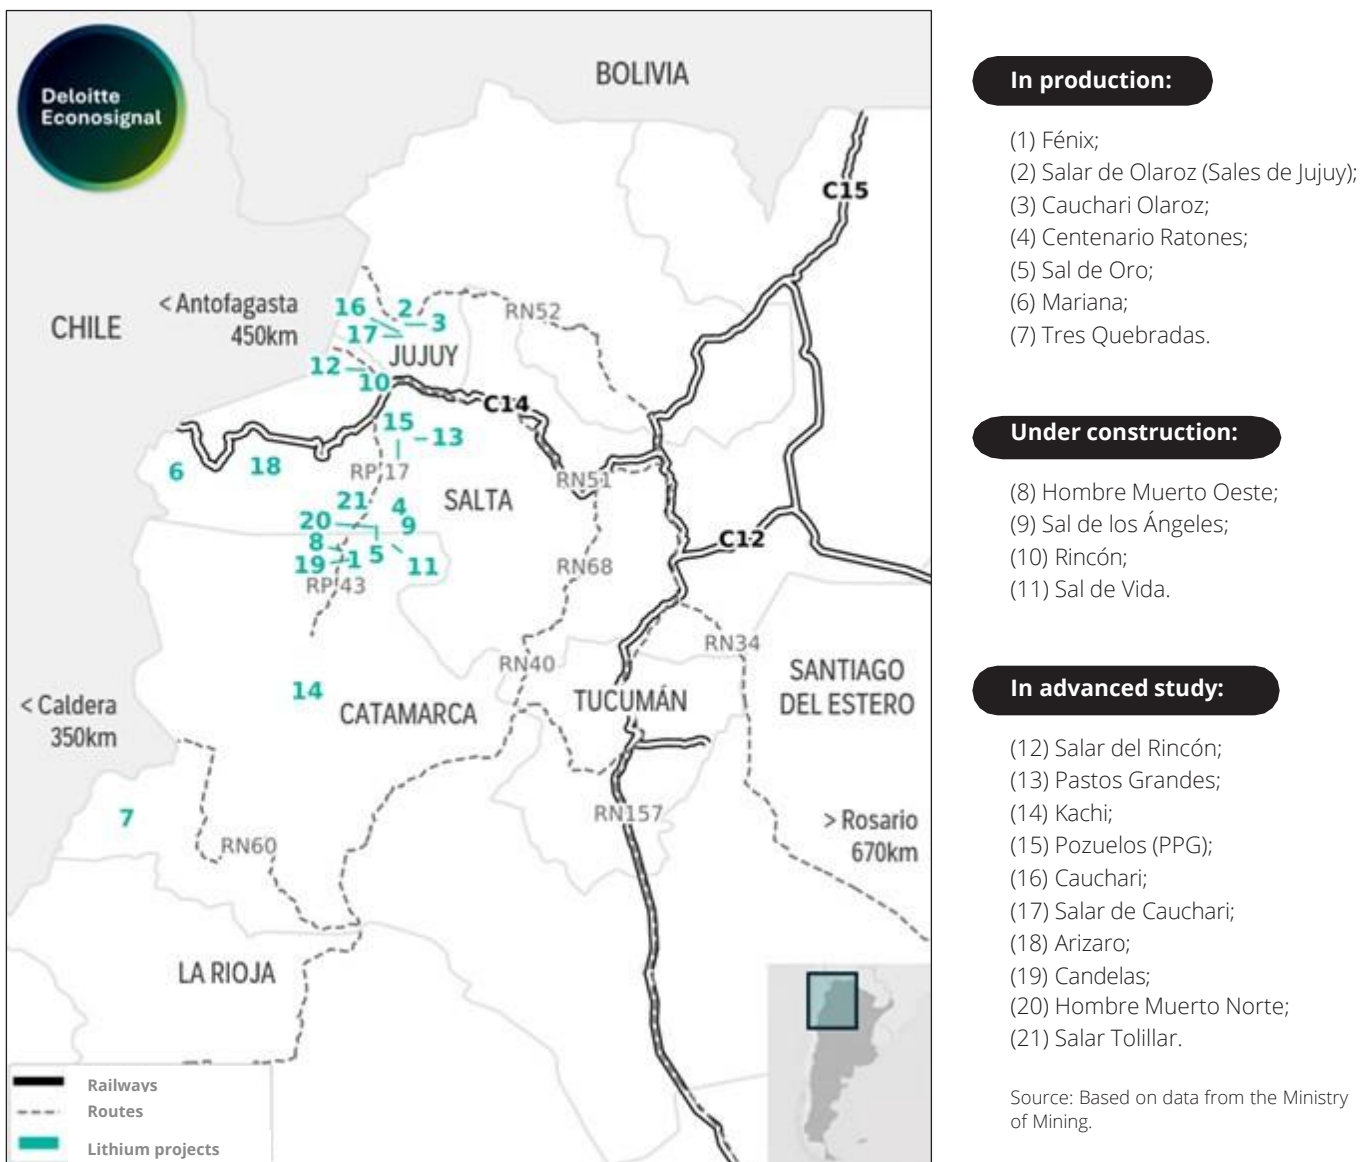 Deloitte
Econosignal
BOLIVIA
C15
< Antofagasta
450km
CHILE
16
2
3
17
RN52
JUJUY
12
10
C14
15
13
6
18
RP17
RN51
SALTA
21
4
20
9
8
1
5
C12
19
11
RP43
RN68
RN34
RN40
SANTIAGO
DEL ESTERO
14
TUCUMÁN
CATAMARCA
< Caldera
350km
7
RN157
> Rosario
670km
RN60
LA RIOJA
Railways
Routes
Lithium projects
In production:
(1) Fénix;
(2) Salar de Olaroz (Sales de Jujuy);
(3) Cauchari Olaroz;
(4) Centenario Ratones;
(5) Sal de Oro;
(6) Mariana;
(7) Tres Quebradas.
Under construction:
(8) Hombre Muerto Oeste;
(9) Sal de los Ángeles;
(10) Rincón;
(11) Sal de Vida.
In advanced study:
(12) Salar del Rincón;
(13) Pastos Grandes;
(14) Kachi;
(15) Pozuelos (PPG);
(16) Cauchari;
(17) Salar de Cauchari;
(18) Arizaro;
(19) Candelas;
(20) Hombre Muerto Norte;
(21) Salar Tolillar.
Source: Based on data from the Ministry
of Mining.